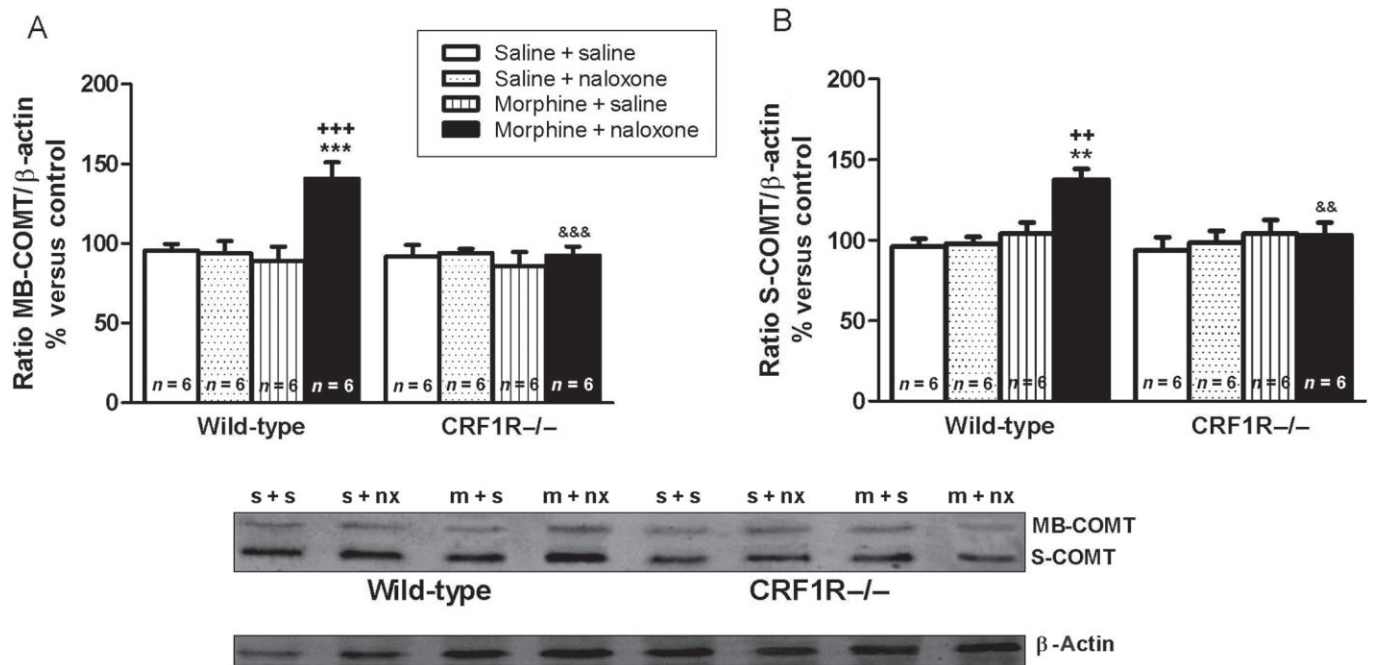 A
B
Saline + saline
Saline + naloxone
Morphine + saline
Morphine + naloxone
Ratio MB-COMT/β-actin
% versus control
200
150
100
50
0
+++
***
&&&
n = 6 n = 6 n = 6 n = 6 n = 6 n = 6 n = 6 n = 6
Wild-type CRF1R–/–
Ratio S-COMT/β-actin
% versus control
200
150
100
50
0
++
**
&&
n = 6 n = 6 n = 6 n = 6 n = 6 n = 6 n = 6 n = 6
Wild-type CRF1R–/–
s + s s + nx m + s m + nx s + s s + nx m + s m + nx
MB-COMT
S-COMT
Wild-type CRF1R–/–
β-Actin